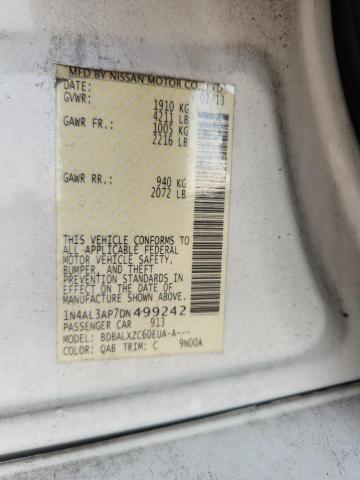 MFD BY NISSAN MOTOR CO., LTD.
DATE: 01/13
GVWR: 1910 KG
4211 LB
GAWR FR.: 1005 KG
2216 LB
GAWR RR.: 940 KG
2072 LB
THIS VEHICLE CONFORMS TO
ALL APPLICABLE FEDERAL
MOTOR VEHICLE SAFETY,
BUMPER, AND THEFT
PREVENTION STANDARDS
IN EFFECT ON THE DATE OF
MANUFACTURE SHOWN ABOVE.
1N4AL3AP7DN499242
PASSENGER CAR 913
MODEL: BDBALXZC60EUA-A---
COLOR: QAB TRIM: C 9N00A